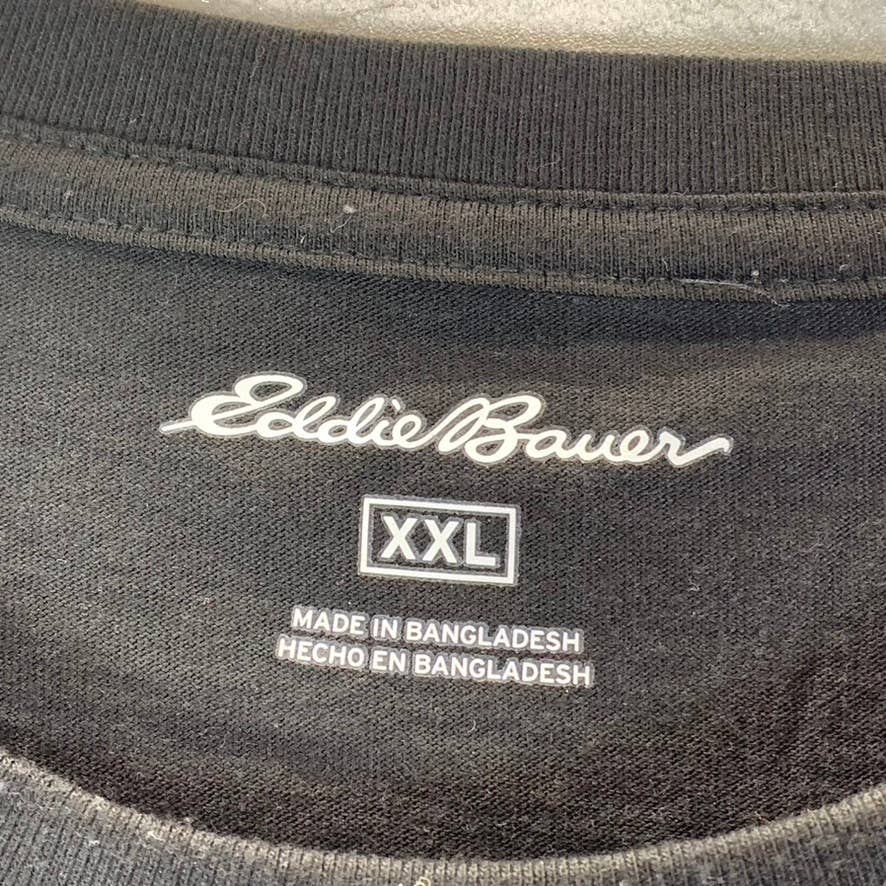 Eddie Bauer
XXL
MADE IN BANGLADESH
HECHO EN BANGLADESH